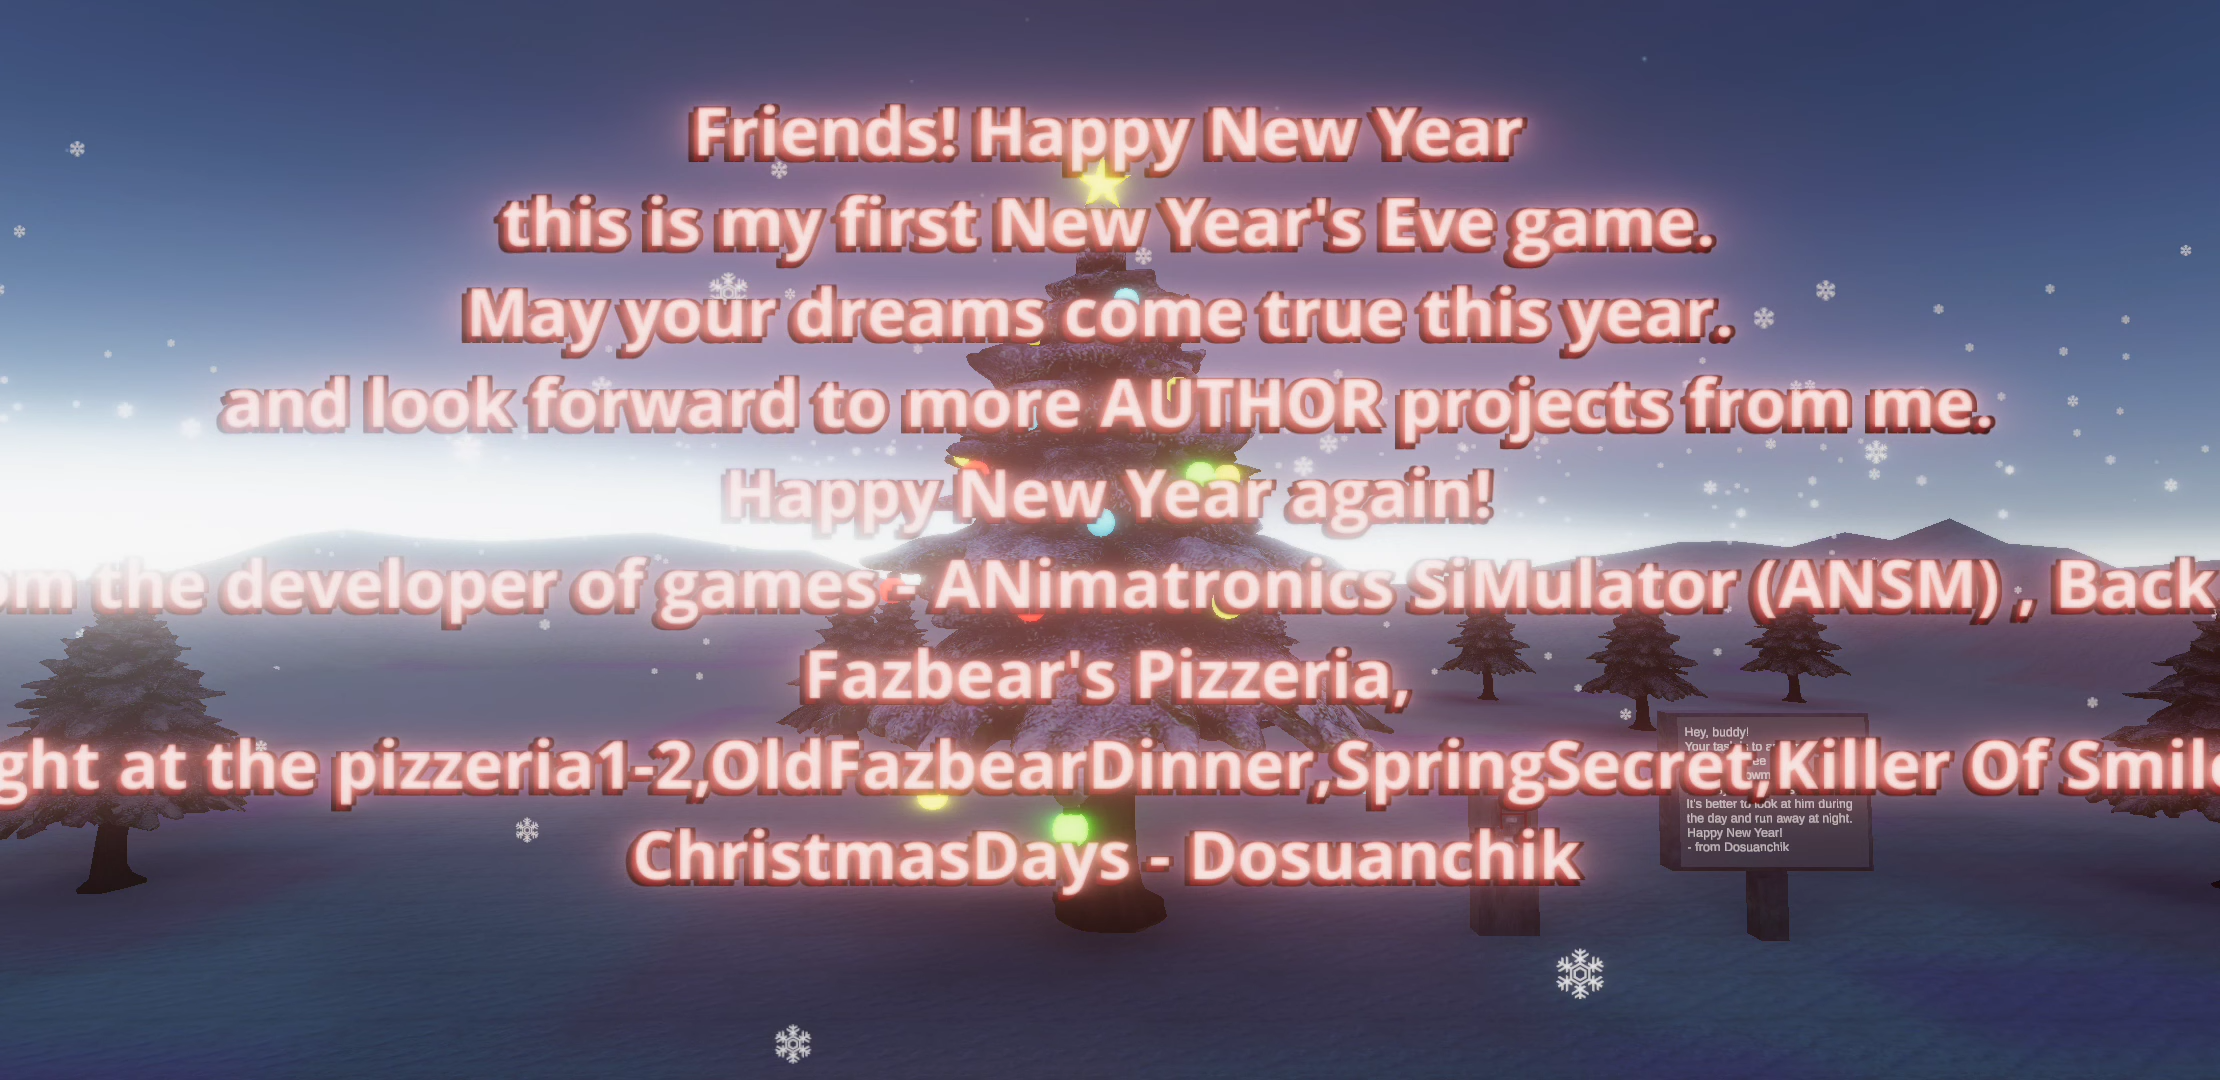 Friends! Happy New Year
this is my first New Year's Eve game.
May your dreams come true this year.
and look forward to more AUTHOR projects from me.
Happy New Year again!
the developer of games - ANimatronics SiMulator (ANSM) , Back
Fazbear's Pizzeria,
at the pizzeria1-2,OldFazbearDinner,SpringSecret,Killer Of
ChristmasDays - Dosuanchik
Hey, buddy!
Your to
It's better to look at him during
the day and run away at night.
Happy New Year!
- from Dosuanchik